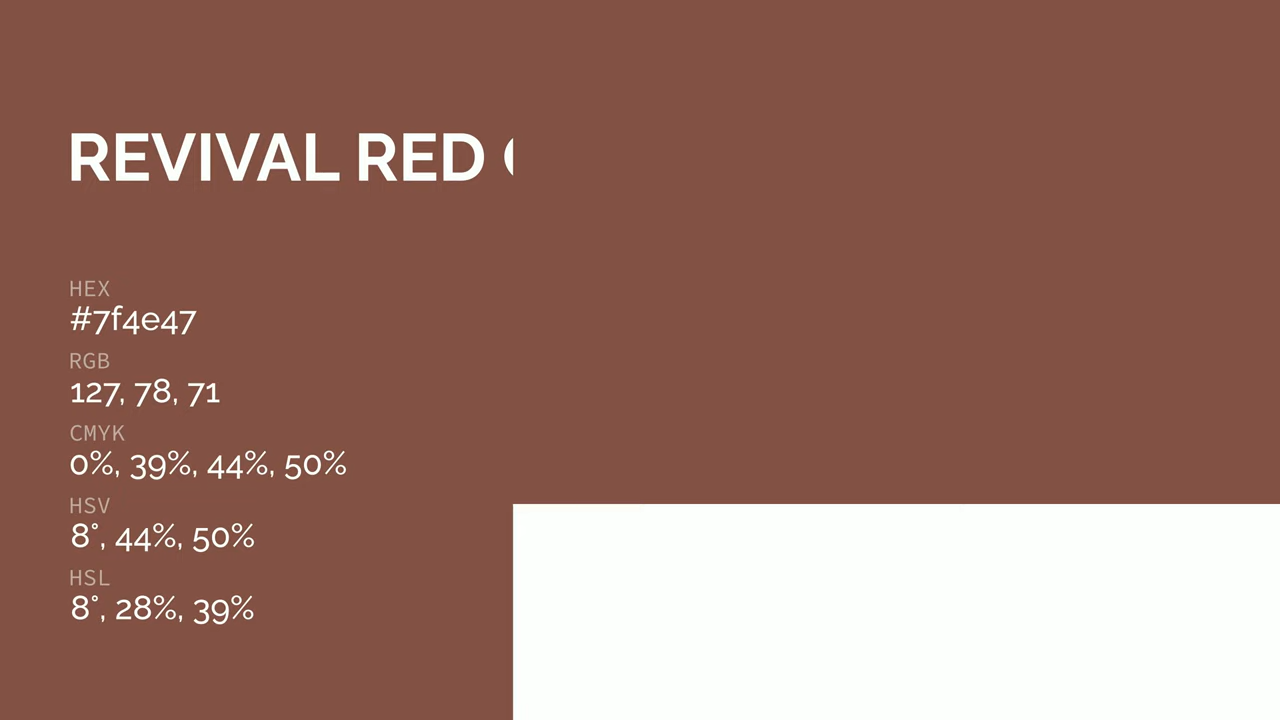 REVIVAL RED
HEX
#7f4e47
RGB
127, 78, 71
CMYK
0%, 39%, 44%, 50%
HSV
8°, 44%, 50%
HSL
8°, 28%, 39%